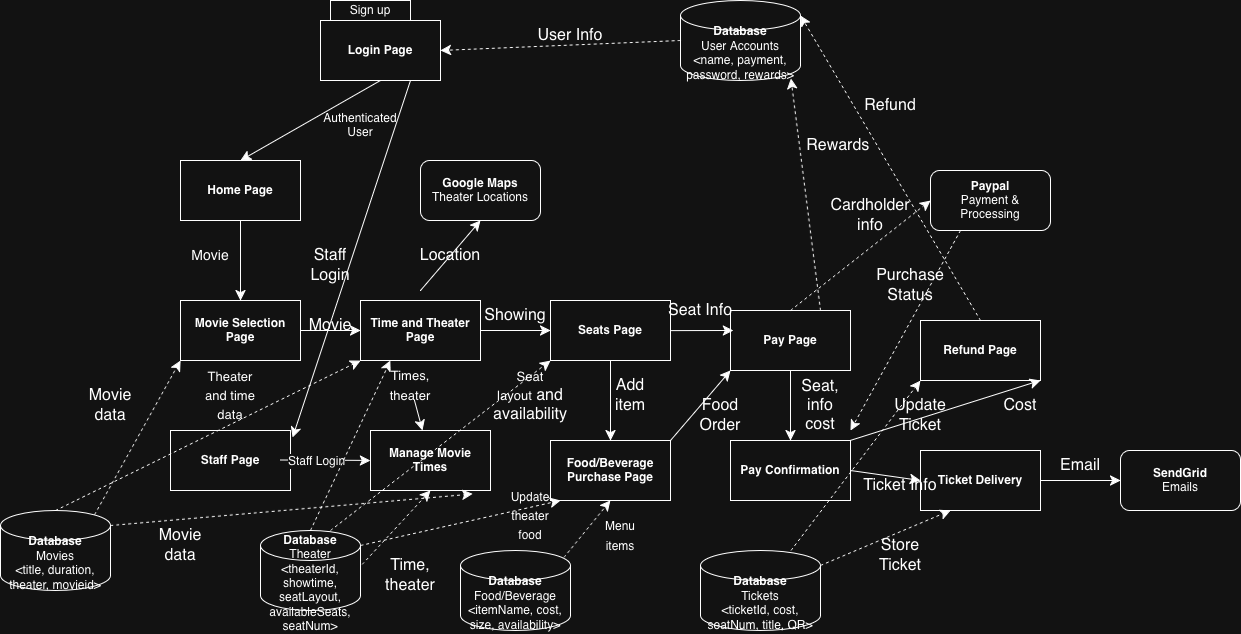 Sign up
Login Page
User Info
Database
User Accounts
<name, payment,
password, rewards>
Refund
Authenticated
User
Rewards
Home Page
Google Maps
Theater Locations
Paypal
Payment &
Processing
Cardholder
info
Movie
Staff
Login
Location
Purchase
Status
Movie Selection
Page
Movie
Time and Theater
Page
Showing
Seats Page
Seat Info
Pay Page
Refund Page
Movie
data
Theater
and time
data
Times,
theater
Seat
layout and
availability
Add
item
Food
Order
Seat,
info
cost
Update
Ticket
Cost
Staff Page
Staff Login
Manage Movie
Times
Food/Beverage
Purchase Page
Pay Confirmation
Ticket Info
Ticket Delivery
Email
SendGrid
Emails
Update
theater
food
Menu
items
Movie
data
Time,
theater
Store
Ticket
Database
Movies
<title, duration,
theater, movieid>
Database
Theater
<theaterId,
showtime,
seatLayout,
availableSeats,
seatNum>
Database
Food/Beverage
<itemName, cost,
size, availability>
Database
Tickets
<ticketId, cost,
seatNum, title, QR>